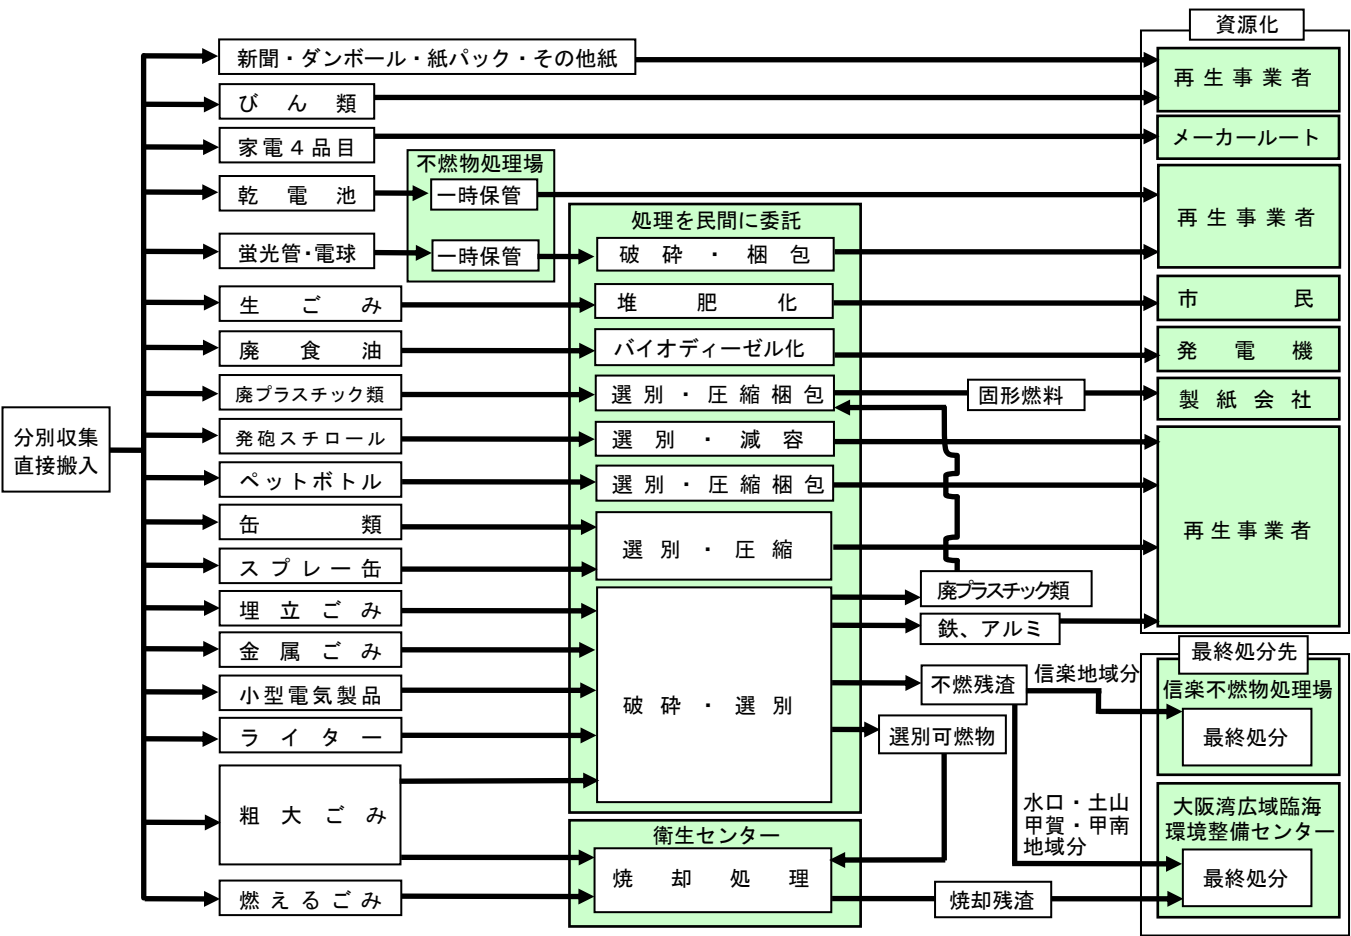 資源化
新聞・ダンボール・紙パック・その他紙
再生事業者
びん類
家電4品目
メーカールート
不燃物処理場
乾電池
一時保管
再生事業者
処理を民間に委託
蛍光管・電球
一時保管
破砕・梱包
生ごみ
堆肥化
市民
廃食油
バイオディーゼル化
発電機
廃プラスチック類
選別・圧縮梱包
固形燃料
製紙会社
分別収集
直接搬入
発砲スチロール
選別・減容
ペットボトル
選別・圧縮梱包
再生事業者
缶類
選別・圧縮
スプレー缶
廃プラスチック類
埋立ごみ
鉄、アルミ
金属ごみ
最終処分先
不燃残渣
信楽地域分
信楽不燃物処理場
小型電気製品
破砕・選別
最終処分
ライター
選別可燃物
粗大ごみ
水口・土山
甲賀・甲南
地域分
大阪湾広域臨海
環境整備センター
衛生センター
焼却処理
最終処分
燃えるごみ
焼却残渣